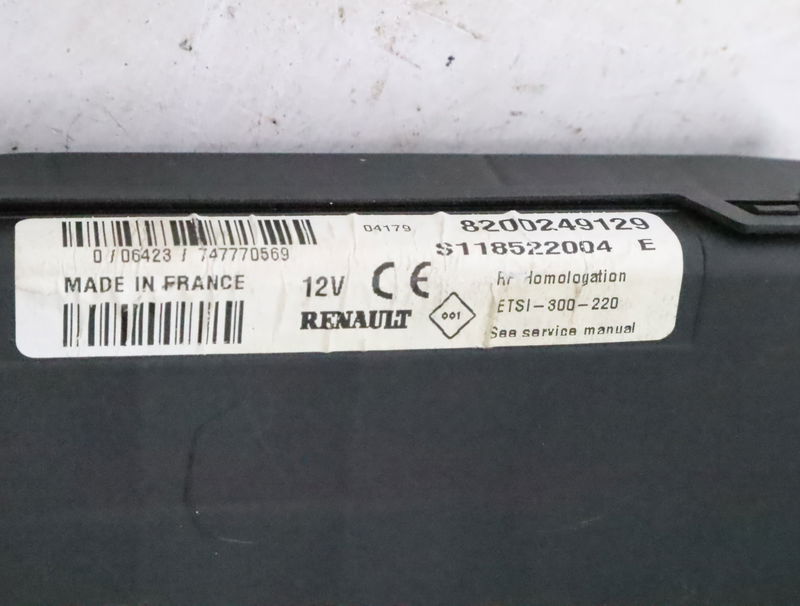 04179 8200249129
0/06423/747770569 S118522004 E
MADE IN FRANCE 12V CE RF Homologation
RENAULT 001 ETSI-300-220
See service manual